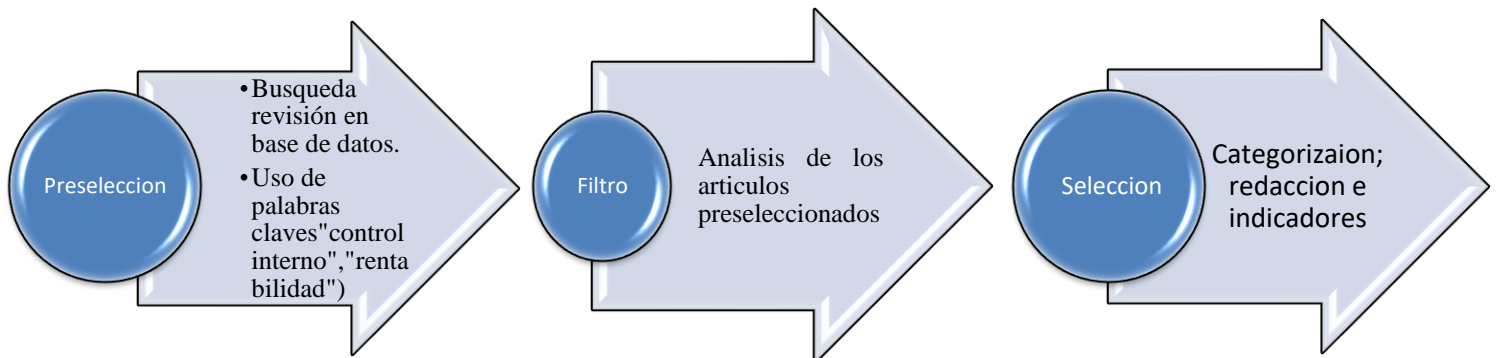 Preseleccion
•Busqueda
revisión en
base de datos.
•Uso de
palabras
claves"control
interno","renta
bilidad")
Filtro
Analisis de los
articulos
preseleccionados
Seleccion
Categorizaion;
redaccion e
indicadores